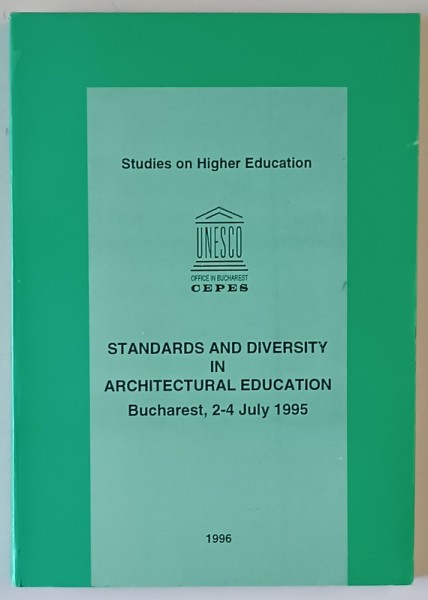 Studies on Higher Education
UNESCO
OFFICE IN BUCHAREST
CEPES
STANDARDS AND DIVERSITY
IN
ARCHITECTURAL EDUCATION
Bucharest, 2-4 July 1995
1996